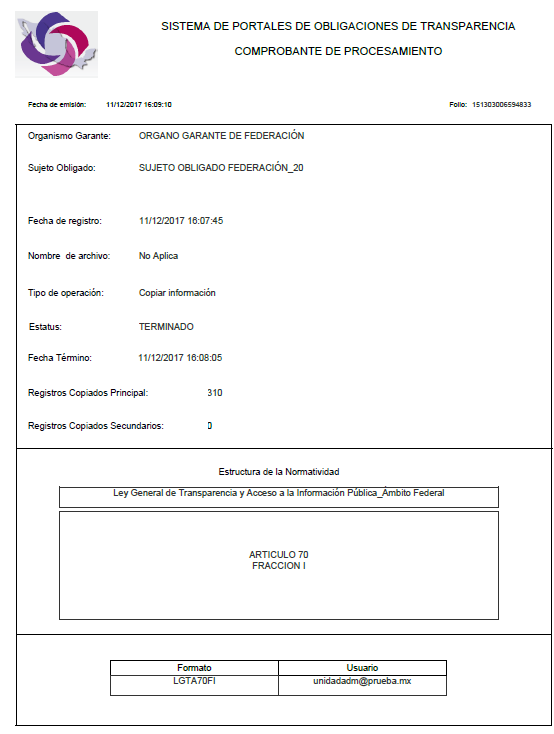 SISTEMA DE PORTALES DE OBLIGACIONES DE TRANSPARENCIA
COMPROBANTE DE PROCESAMIENTO
Fecha de emisión: 11/12/2017 16:09:10 Folio: 151303006594833
Organismo Garante: ORGANO GARANTE DE FEDERACIÓN
Sujeto Obligado: SUJETO OBLIGADO FEDERACIÓN_20
Fecha de registro: 11/12/2017 16:07:45
Nombre de archivo: No Aplica
Tipo de operación: Copiar información
Estatus: TERMINADO
Fecha Término: 11/12/2017 16:08:05
Registros Copiados Principal: 310
Registros Copiados Secundarios: 0
Estructura de la Normatividad
Ley General de Transparencia y Acceso a la Información Pública_Ámbito Federal
ARTICULO 70
FRACCION I
Formato Usuario
LGTA70FI unidadadm@prueba.mx